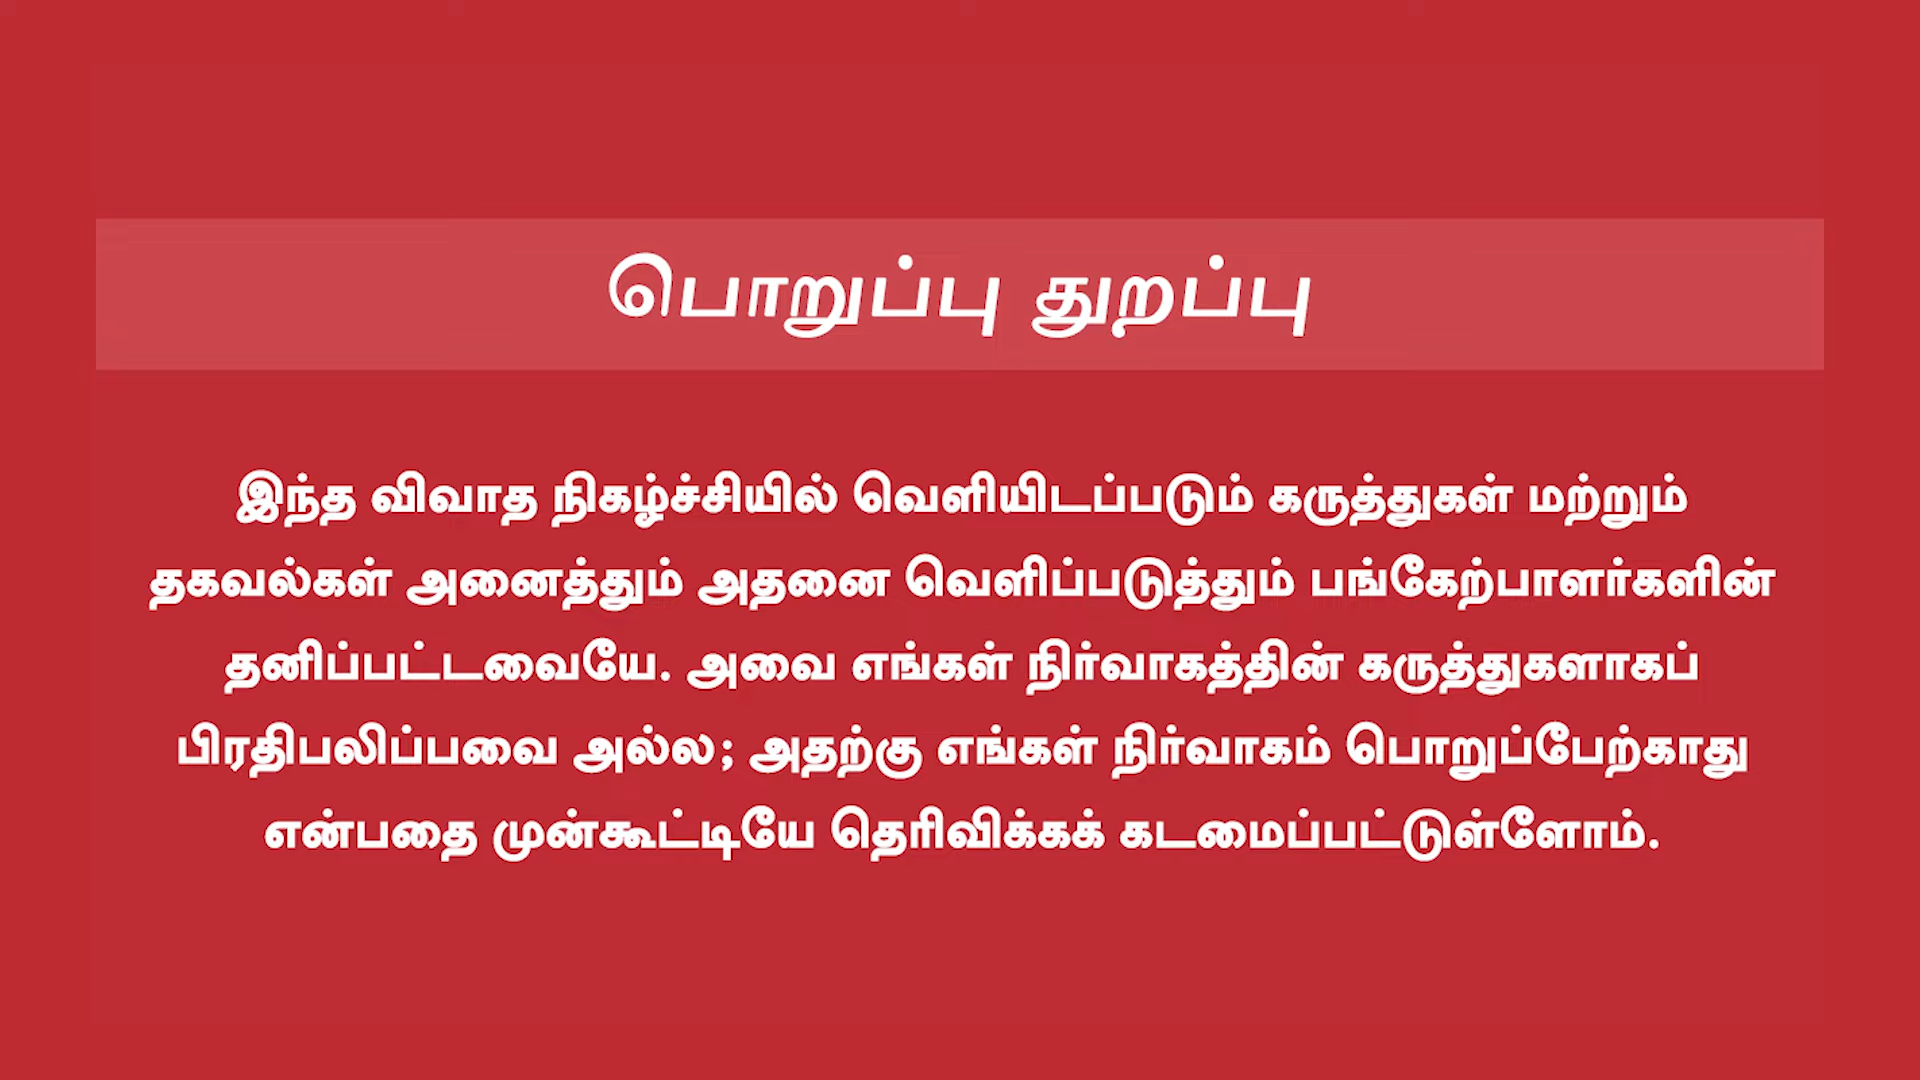 பொறுப்பு துறப்பு
இந்த விவாத நிகழ்ச்சியில் வெளியிடப்படும் கருத்துகள் மற்றும்
தகவல்கள் அனைத்தும் அதனை வெளிப்படுத்தும் பங்கேற்பாளர்களின்
தனிப்பட்டவையே. அவை எங்கள் நிர்வாகத்தின் கருத்துகளாகப்
பிரதிபலிப்பவை அல்ல; அதற்கு எங்கள் நிர்வாகம் பொறுப்பேற்காது
என்பதை முன்கூட்டியே தெரிவிக்கக் கடமைப்பட்டுள்ளோம்.